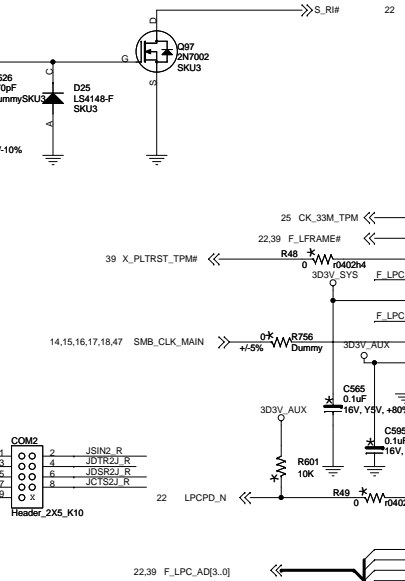 S_RI# 22
D
Q97
2N7002
SKU3
G
S
C
D25
LS4148-F
SKU3
A
25 CK_33M_TPM
22,39 F_LFRAME#
39 X_PLTRST_TPM#
R48
0 r0402h4
3D3V_SYS
F_LPC
F_LPC
14,15,16,17,18,47 SMB_CLK_MAIN
0 R756
+/-5% Dummy
3D3V_AUX
C565
0.1uF
16V, Y5V, +80%
3D3V_AUX
C595
0.1uF
16V,
COM2
2 JSIN2_R
4 JDTR2J_R
6 JDSR2J_R
8 JCTS2J_R
X
Header_2X5_K10
R601
10K
22 LPCPD_N
R49
0 r0402
22,39 F_LPC_AD[3..0]